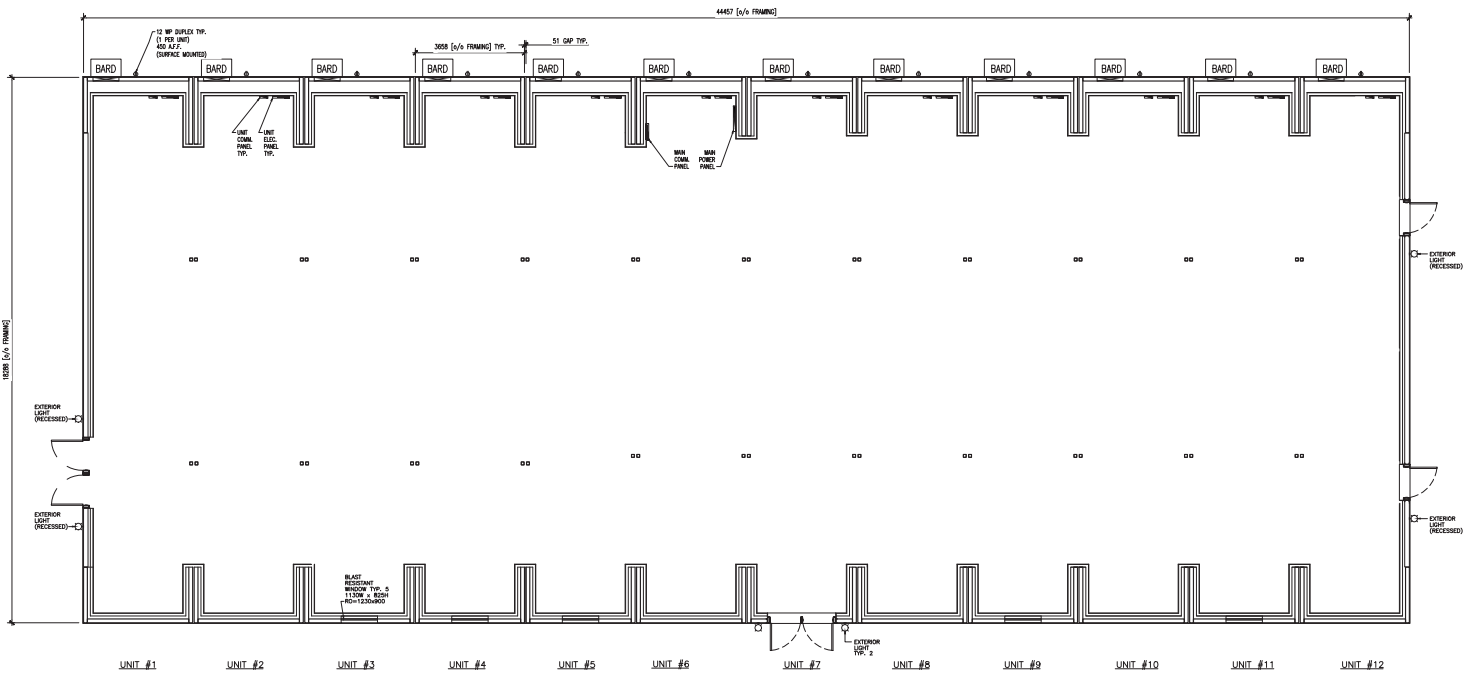 44457 [o/o FRAMING]
12 WP DUPLEX TYP.
(1 PER UNIT)
450 A.F.F.
(SURFACE MOUNTED)
3658 [o/o FRAMING] TYP.
51 GAP TYP.
BARD
BARD
BARD
BARD
BARD
BARD
BARD
BARD
BARD
BARD
BARD
BARD
UNIT
COMM.
PANEL
TYP.
UNIT
ELEC.
PANEL
TYP.
MAIN
COMM.
PANEL
MAIN
POWER
PANEL
18288 [o/o FRAMING]
EXTERIOR
LIGHT
(RECESSED)
EXTERIOR
LIGHT
(RECESSED)
EXTERIOR
LIGHT
(RECESSED)
EXTERIOR
LIGHT
(RECESSED)
BLAST
RESISTANT
WINDOW TYP. 5
1130W x 825H
RO=1230x900
EXTERIOR
LIGHT
TYP. 2
UNIT #1
UNIT #2
UNIT #3
UNIT #4
UNIT #5
UNIT #6
UNIT #7
UNIT #8
UNIT #9
UNIT #10
UNIT #11
UNIT #12